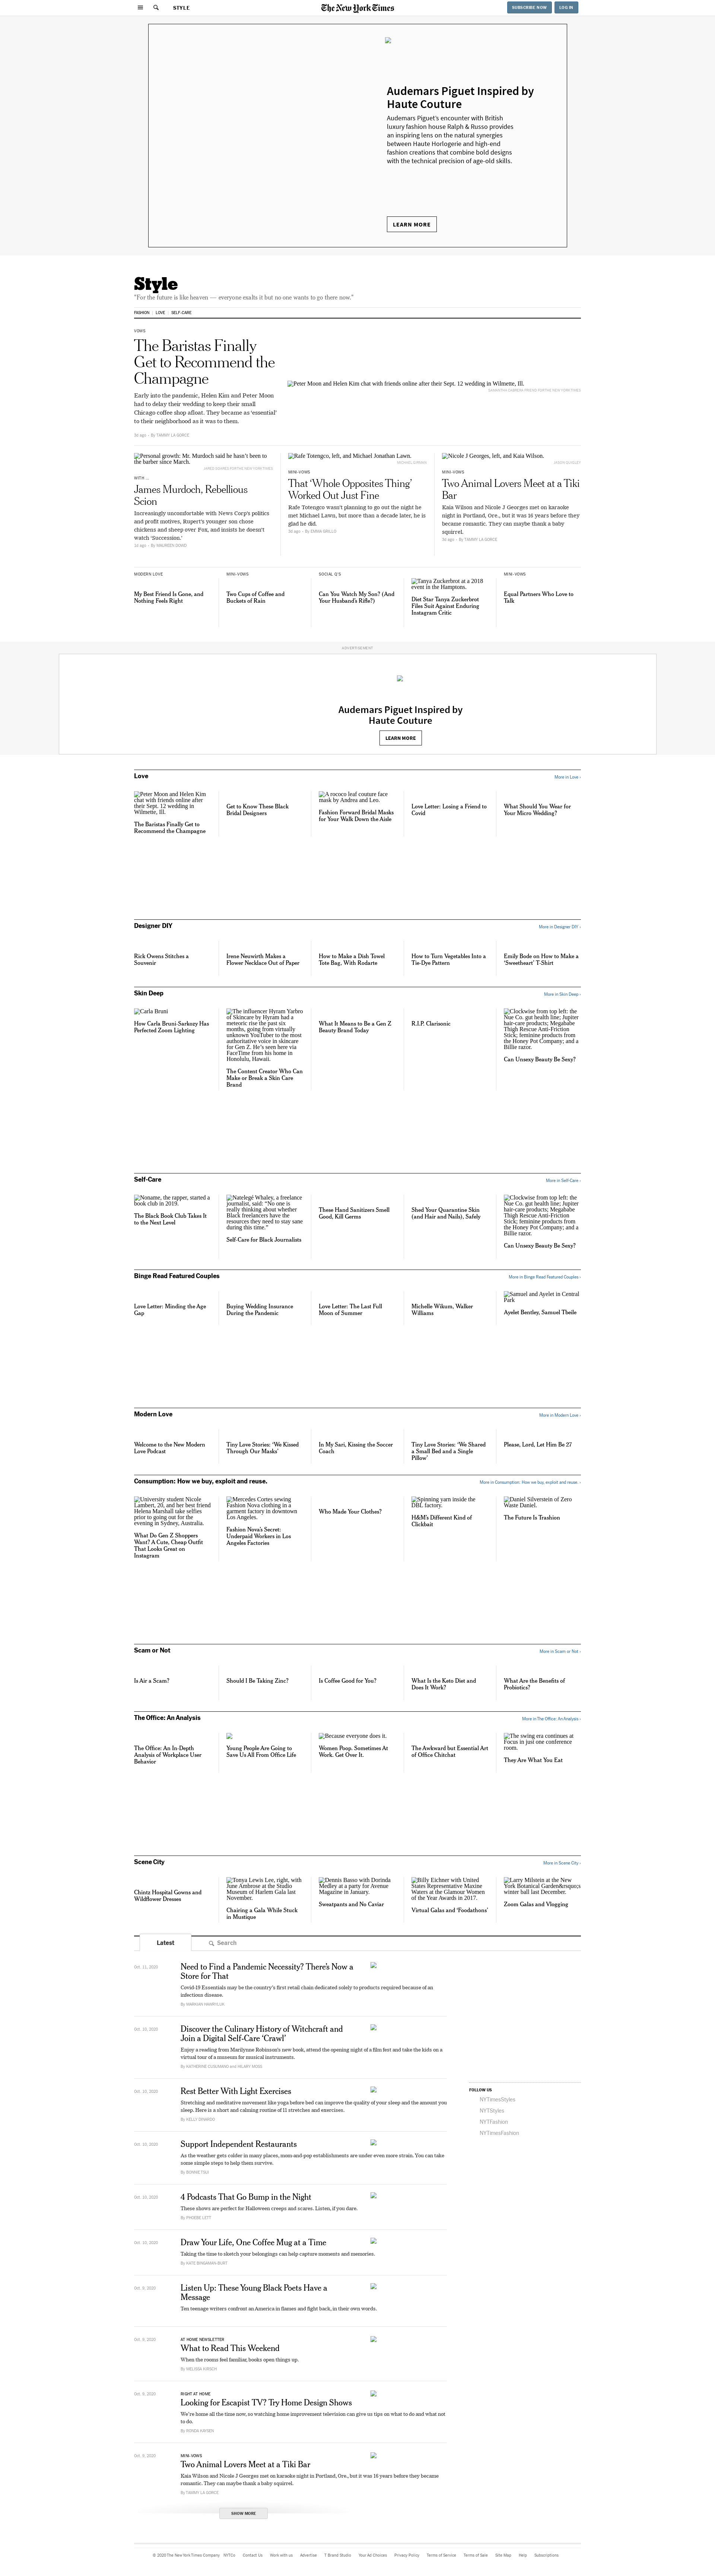 STYLE
The New York Times
SUBSCRIBE NOW
LOG IN
Audemars Piguet Inspired by
Haute Couture
Audemars Piguet's encounter with British
luxury fashion house Ralph & Russo provides
an inspiring lens on the natural synergies
between Haute Horlogerie and high-end
fashion creations that combine bold designs
with the technical precision of age-old skills.
LEARN MORE
Style
"For the future is like heaven — everyone exalts it but no one wants to go there now."
FASHION LOVE SELF-CARE
VOWS
The Baristas Finally
Get to Recommend the
Champagne
Early into the pandemic, Helen Kim and Peter Moon
had to delay their wedding to keep their small
Chicago coffee shop afloat. They became as 'essential'
to their neighborhood as it was to them.
3d ago By TAMMY LA GORCE
Peter Moon and Helen Kim chat with friends online after their Sept. 12 wedding in Wilmette, Ill.
Personal growth: Mr. Murdoch said he hasn't been to
the barber since March.
WITH ...
James Murdoch, Rebellious
Scion
Increasingly uncomfortable with News Corp's politics
and profit motives, Rupert's younger son chose
chickens and sheep over Fox, and insists he doesn't
watch 'Succession.'
1d ago By MAUREEN DOWD
Rafe Totengco, left, and Michael Jonathan Lawn.
MINI-VOWS
That 'Whole Opposites Thing'
Worked Out Just Fine
Rafe Totengco wasn't planning to go out the night he
met Michael Lawn, but more than a decade later, he is
glad he did.
3d ago By EMMA GRILLO
Nicole J Georges, left, and Kaia Wilson.
MINI-VOWS
Two Animal Lovers Meet at a Tiki
Bar
Kaia Wilson and Nicole J Georges met on karaoke
night in Portland, Ore., but it was 16 years before they
became romantic. They can maybe thank a baby
squirrel.
3d ago By TAMMY LA GORCE
MODERN LOVE
My Best Friend Is Gone, and
Nothing Feels Right
MINI-VOWS
Two Cups of Coffee and
Buckets of Rain
SOCIAL Q'S
Can You Watch My Son? (And
Your Husband's Rifle?)
Tanya Zuckerbrot at a 2018
event in the Hamptons.
Diet Star Tanya Zuckerbrot
Files Suit Against Enduring
Instagram Critic
MINI-VOWS
Equal Partners Who Love to
Talk
ADVERTISEMENT
Audemars Piguet Inspired by
Haute Couture
LEARN MORE
Love
More in Love ›
Peter Moon and Helen Kim
chat with friends online after
their Sept. 12 wedding in
Wilmette, Ill.
The Baristas Finally Get to
Recommend the Champagne
Get to Know These Black
Bridal Designers
A rococo leaf couture face
mask by Andrea and Leo.
Fashion Forward Bridal Masks
for Your Walk Down the Aisle
Love Letter: Losing a Friend to
Covid
What Should You Wear for
Your Micro Wedding?
Designer DIY
More in Designer DIY ›
Rick Owens Stitches a
Souvenir
Irene Neuwirth Makes a
Flower Necklace Out of Paper
How to Make a Dish Towel
Tote Bag, With Rodarte
How to Turn Vegetables Into a
Tie-Dye Pattern
Emily Bode on How to Make a
'Sweetheart' T-Shirt
Skin Deep
More in Skin Deep ›
Carla Bruni
How Carla Bruni-Sarkozy Has
Perfected Zoom Lighting
The influencer Hyram Yarbro
of Skincare by Hyram had a
meteoric rise the past six
months, going from virtually
unknown YouTuber to the most
authoritative voice in skincare
for Gen Z. He's seen here via
FaceTime from his home in
Honolulu, Hawaii.
The Content Creator Who Can
Make or Break a Skin Care
Brand
What It Means to Be a Gen Z
Beauty Brand Today
R.I.P. Clarisonic
Clockwise from top left: the
Nue Co. gut health line; Jupiter
hair-care products; Megababe
Thigh Rescue Anti-Friction
Stick; feminine products from
the Honey Pot Company; and a
Billie razor.
Can Unsexy Beauty Be Sexy?
Self-Care
More in Self-Care ›
Noname, the rapper, started a
book club in 2019.
The Black Book Club Takes It
to the Next Level
Natelegé Whaley, a freelance
journalist, said: "No one is
really thinking about whether
Black freelancers have the
resources they need to stay sane
during this time."
Self-Care for Black Journalists
These Hand Sanitizers Smell
Good, Kill Germs
Shed Your Quarantine Skin
(and Hair and Nails), Safely
Clockwise from top left: the
Nue Co. gut health line; Jupiter
hair-care products; Megababe
Thigh Rescue Anti-Friction
Stick; feminine products from
the Honey Pot Company; and a
Billie razor.
Can Unsexy Beauty Be Sexy?
Binge Read Featured Couples
More in Binge Read Featured Couples ›
Love Letter: Minding the Age
Gap
Buying Wedding Insurance
During the Pandemic
Love Letter: The Last Full
Moon of Summer
Michelle Wikum, Walker
Williams
Samuel and Ayelet in Central
Park
Ayelet Bentley, Samuel Tbeile
Modern Love
More in Modern Love ›
Welcome to the New Modern
Love Podcast
Tiny Love Stories: 'We Kissed
Through Our Masks'
In My Sari, Kissing the Soccer
Coach
Tiny Love Stories: 'We Shared
a Small Bed and a Single
Pillow'
Please, Lord, Let Him Be 27
Consumption: How we buy, exploit and reuse.
More in Consumption: How we buy, exploit and reuse. ›
University student Nicole
Lambert, 20, and her best friend
Helena Marshall take selfies
prior to going out for the
evening in Sydney, Australia.
What Do Gen Z Shoppers
Want? A Cute, Cheap Outfit
That Looks Great on
Instagram
Mercedes Cortes sewing
Fashion Nova clothing in a
garment factory in downtown
Los Angeles.
Fashion Nova's Secret:
Underpaid Workers in Los
Angeles Factories
Who Made Your Clothes?
Spinning yarn inside the
DBL factory.
H&M's Different Kind of
Clickbait
Daniel Silverstein of Zero
Waste Daniel.
The Future Is Trashion
Scam or Not
More in Scam or Not ›
Is Air a Scam?
Should I Be Taking Zinc?
Is Coffee Good for You?
What Is the Keto Diet and
Does It Work?
What Are the Benefits of
Probiotics?
The Office: An Analysis
More in The Office: An Analysis ›
The Office: An In-Depth
Analysis of Workplace User
Behavior
Young People Are Going to
Save Us All From Office Life
Because everyone does it.
Women Poop. Sometimes At
Work. Get Over It.
The Awkward but Essential Art
of Office Chitchat
The swing era continues at
Focus in just one conference
room.
They Are What You Eat
Scene City
More in Scene City ›
Chintz Hospital Gowns and
Wildflower Dresses
Tonya Lewis Lee, right, with
June Ambrose at the Studio
Museum of Harlem Gala last
November.
Chairing a Gala While Stuck
in Mustique
Dennis Basso with Dorinda
Medley at a party for Avenue
Magazine in January.
Sweatpants and No Caviar
Billy Eichner with United
States Representative Maxine
Waters at the Glamour Women
of the Year Awards in 2017.
Virtual Galas and 'Foodathons'
Larry Milstein at the New
York Botanical Garden&rsquo;s
winter ball last December.
Zoom Galas and Vlogging
Latest
Search
Oct. 11, 2020
Need to Find a Pandemic Necessity? There's Now a
Store for That
Covid-19 Essentials may be the country's first retail chain dedicated solely to products required because of an
infectious disease.
Oct. 10, 2020
Discover the Culinary History of Witchcraft and
Join a Digital Self-Care 'Crawl'
Enjoy a reading from Marilynne Robinson's new book, attend the opening night of a film fest and take the kids on a
virtual tour of a museum for musical instruments.
By KATHERINE CUSUMANO and HILARY MOSS
Oct. 10, 2020
Rest Better With Light Exercises
Stretching and meditative movement like yoga before bed can improve the quality of your sleep and the amount you
sleep. Here is a short and calming routine of 11 stretches and exercises.
By KELLY DINARDO
Oct. 10, 2020
Support Independent Restaurants
As the weather gets colder in many places, mom-and-pop establishments are under even more strain. You can take
some simple steps to help them survive.
By BONNIE TSUI
Oct. 10, 2020
4 Podcasts That Go Bump in the Night
These shows are perfect for Halloween creeps and scares. Listen, if you dare.
By PHOEBE LETT
Oct. 10, 2020
Draw Your Life, One Coffee Mug at a Time
Taking the time to sketch your belongings can help capture moments and memories.
Oct. 9, 2020
Listen Up: These Young Black Poets Have a
Message
Ten teenage writers confront an America in flames and fight back, in their own words.
Oct. 9, 2020
AT HOME NEWSLETTER
What to Read This Weekend
When the rooms feel familiar, books open things up.
By MELISSA KIRSCH
Oct. 9, 2020
RIGHT AT HOME
Looking for Escapist TV? Try Home Design Shows
We're home all the time now, so watching home improvement television can give us tips on what to do and what not
to do.
By RONDA KAYSEN
Oct. 9, 2020
MINI-VOWS
Two Animal Lovers Meet at a Tiki Bar
Kaia Wilson and Nicole J Georges met on karaoke night in Portland, Ore., but it was 16 years before they became
romantic. They can maybe thank a baby squirrel.
By TAMMY LA GORCE
SHOW MORE
FOLLOW US
NYTimesStyles
NYTStyles
NYTFashion
NYTimesFashion
© 2020 The New York Times Company NYTCo Contact Us Work with us Advertise T Brand Studio Your Ad Choices Privacy Policy Terms of Service Terms of Sale Site Map Help Subscriptions